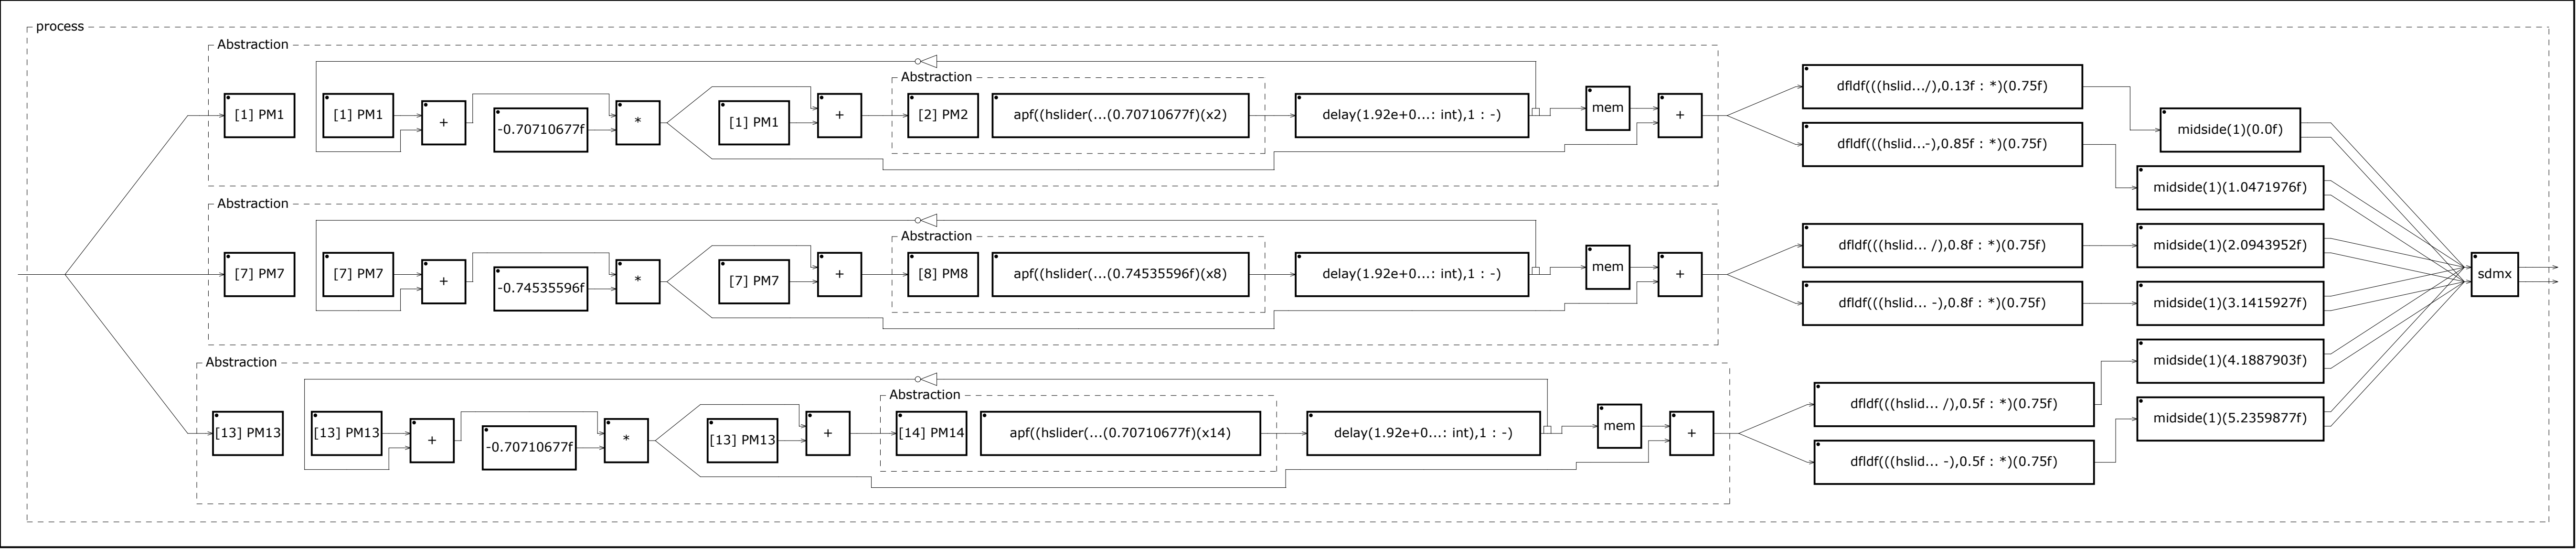 process
Abstraction
Abstraction
[1] PM1
[1] PM1
+
-0.70710677f
*
[1] PM1
+
[2] PM2
apf((hslider(...(0.70710677f)(x2)
delay(1.92e+0...: int),1 : -)
mem
+
dfldf(((hslid.../),0.13f : *)(0.75f)
dfldf(((hslid...-),0.85f : *)(0.75f)
midside(1)(0.0f)
midside(1)(1.0471976f)
Abstraction
Abstraction
[7] PM7
[7] PM7
+
-0.74535596f
*
[7] PM7
+
[8] PM8
apf((hslider(...(0.74535596f)(x8)
delay(1.92e+0...: int),1 : -)
mem
+
dfldf(((hslid... /),0.8f : *)(0.75f)
dfldf(((hslid... -),0.8f : *)(0.75f)
midside(1)(2.0943952f)
midside(1)(3.1415927f)
sdmx
Abstraction
Abstraction
[13] PM13
[13] PM13
+
-0.70710677f
*
[13] PM13
+
[14] PM14
apf((hslider(...(0.70710677f)(x14)
delay(1.92e+0...: int),1 : -)
mem
+
dfldf(((hslid... /),0.5f : *)(0.75f)
dfldf(((hslid... -),0.5f : *)(0.75f)
midside(1)(4.1887903f)
midside(1)(5.2359877f)